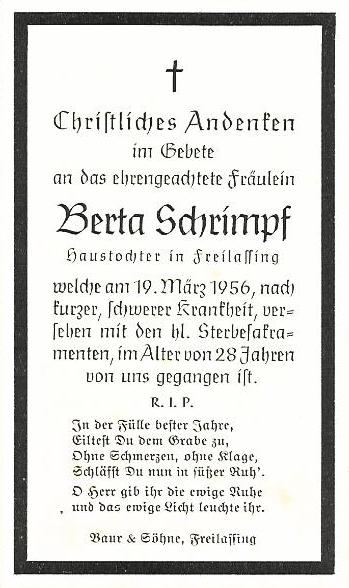 Christliches Andenken
im Gebete
an das ehrengeachtete Fräulein
Berta Schrimpf
Haustochter in Freilassing
welche am 19. März 1956, nach
kurzer, schwerer Krankheit, ver-
sehen mit den hl. Sterbesakra-
menten, im Alter von 28 Jahren
von uns gegangen ist.
R. I. P.
In der Fülle bester Jahre,
Eiltest Du dem Grabe zu,
Ohne Schmerzen, ohne Klage,
Schläfst Du nun in süßer Ruh'.
O Herr gib ihr die ewige Ruhe
und das ewige Licht leuchte ihr.
Baur & Söhne, Freilassing